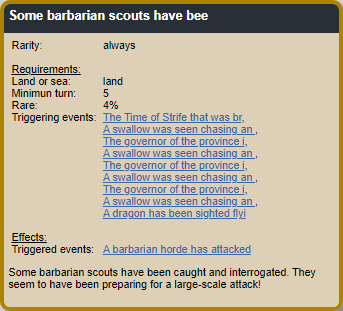 Some barbarian scouts have bee
Rarity: always
Requirements:
Land or sea: land
Minimun turn: 5
Rare: 4%
Triggering events: The Time of Strife that was br,
A swallow was seen chasing an ,
The governor of the province i,
A swallow was seen chasing an ,
The governor of the province i,
A swallow was seen chasing an ,
The governor of the province i,
A swallow was seen chasing an ,
A dragon has been sighted flyi
Effects:
Triggered events: A barbarian horde has attacked
Some barbarian scouts have been caught and interrogated. They
seem to have been preparing for a large-scale attack!